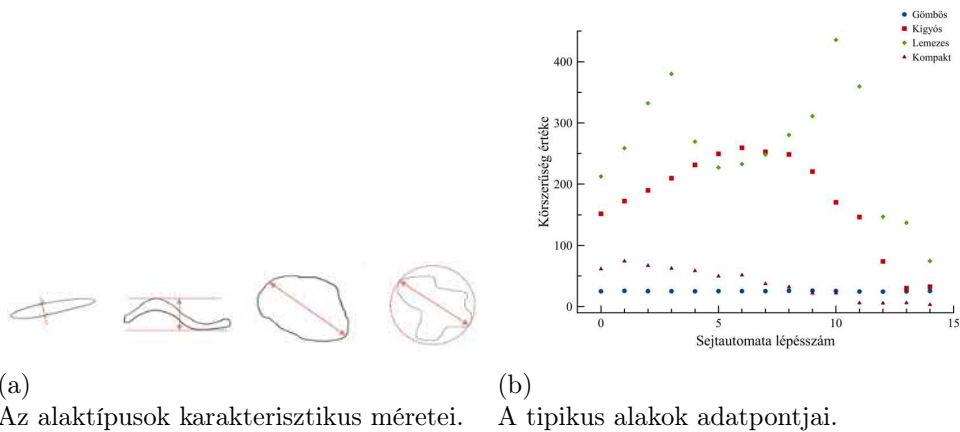 Gömbös
Kígyós
Lemezes
Kompakt
400
300
200
100
0
Körszerűség értéke
0 5 10 15
Sejtautomata lépésszám
(a)
Az alaktípusok karakterisztikus méretei.
(b)
A tipikus alakok adatpontjai.